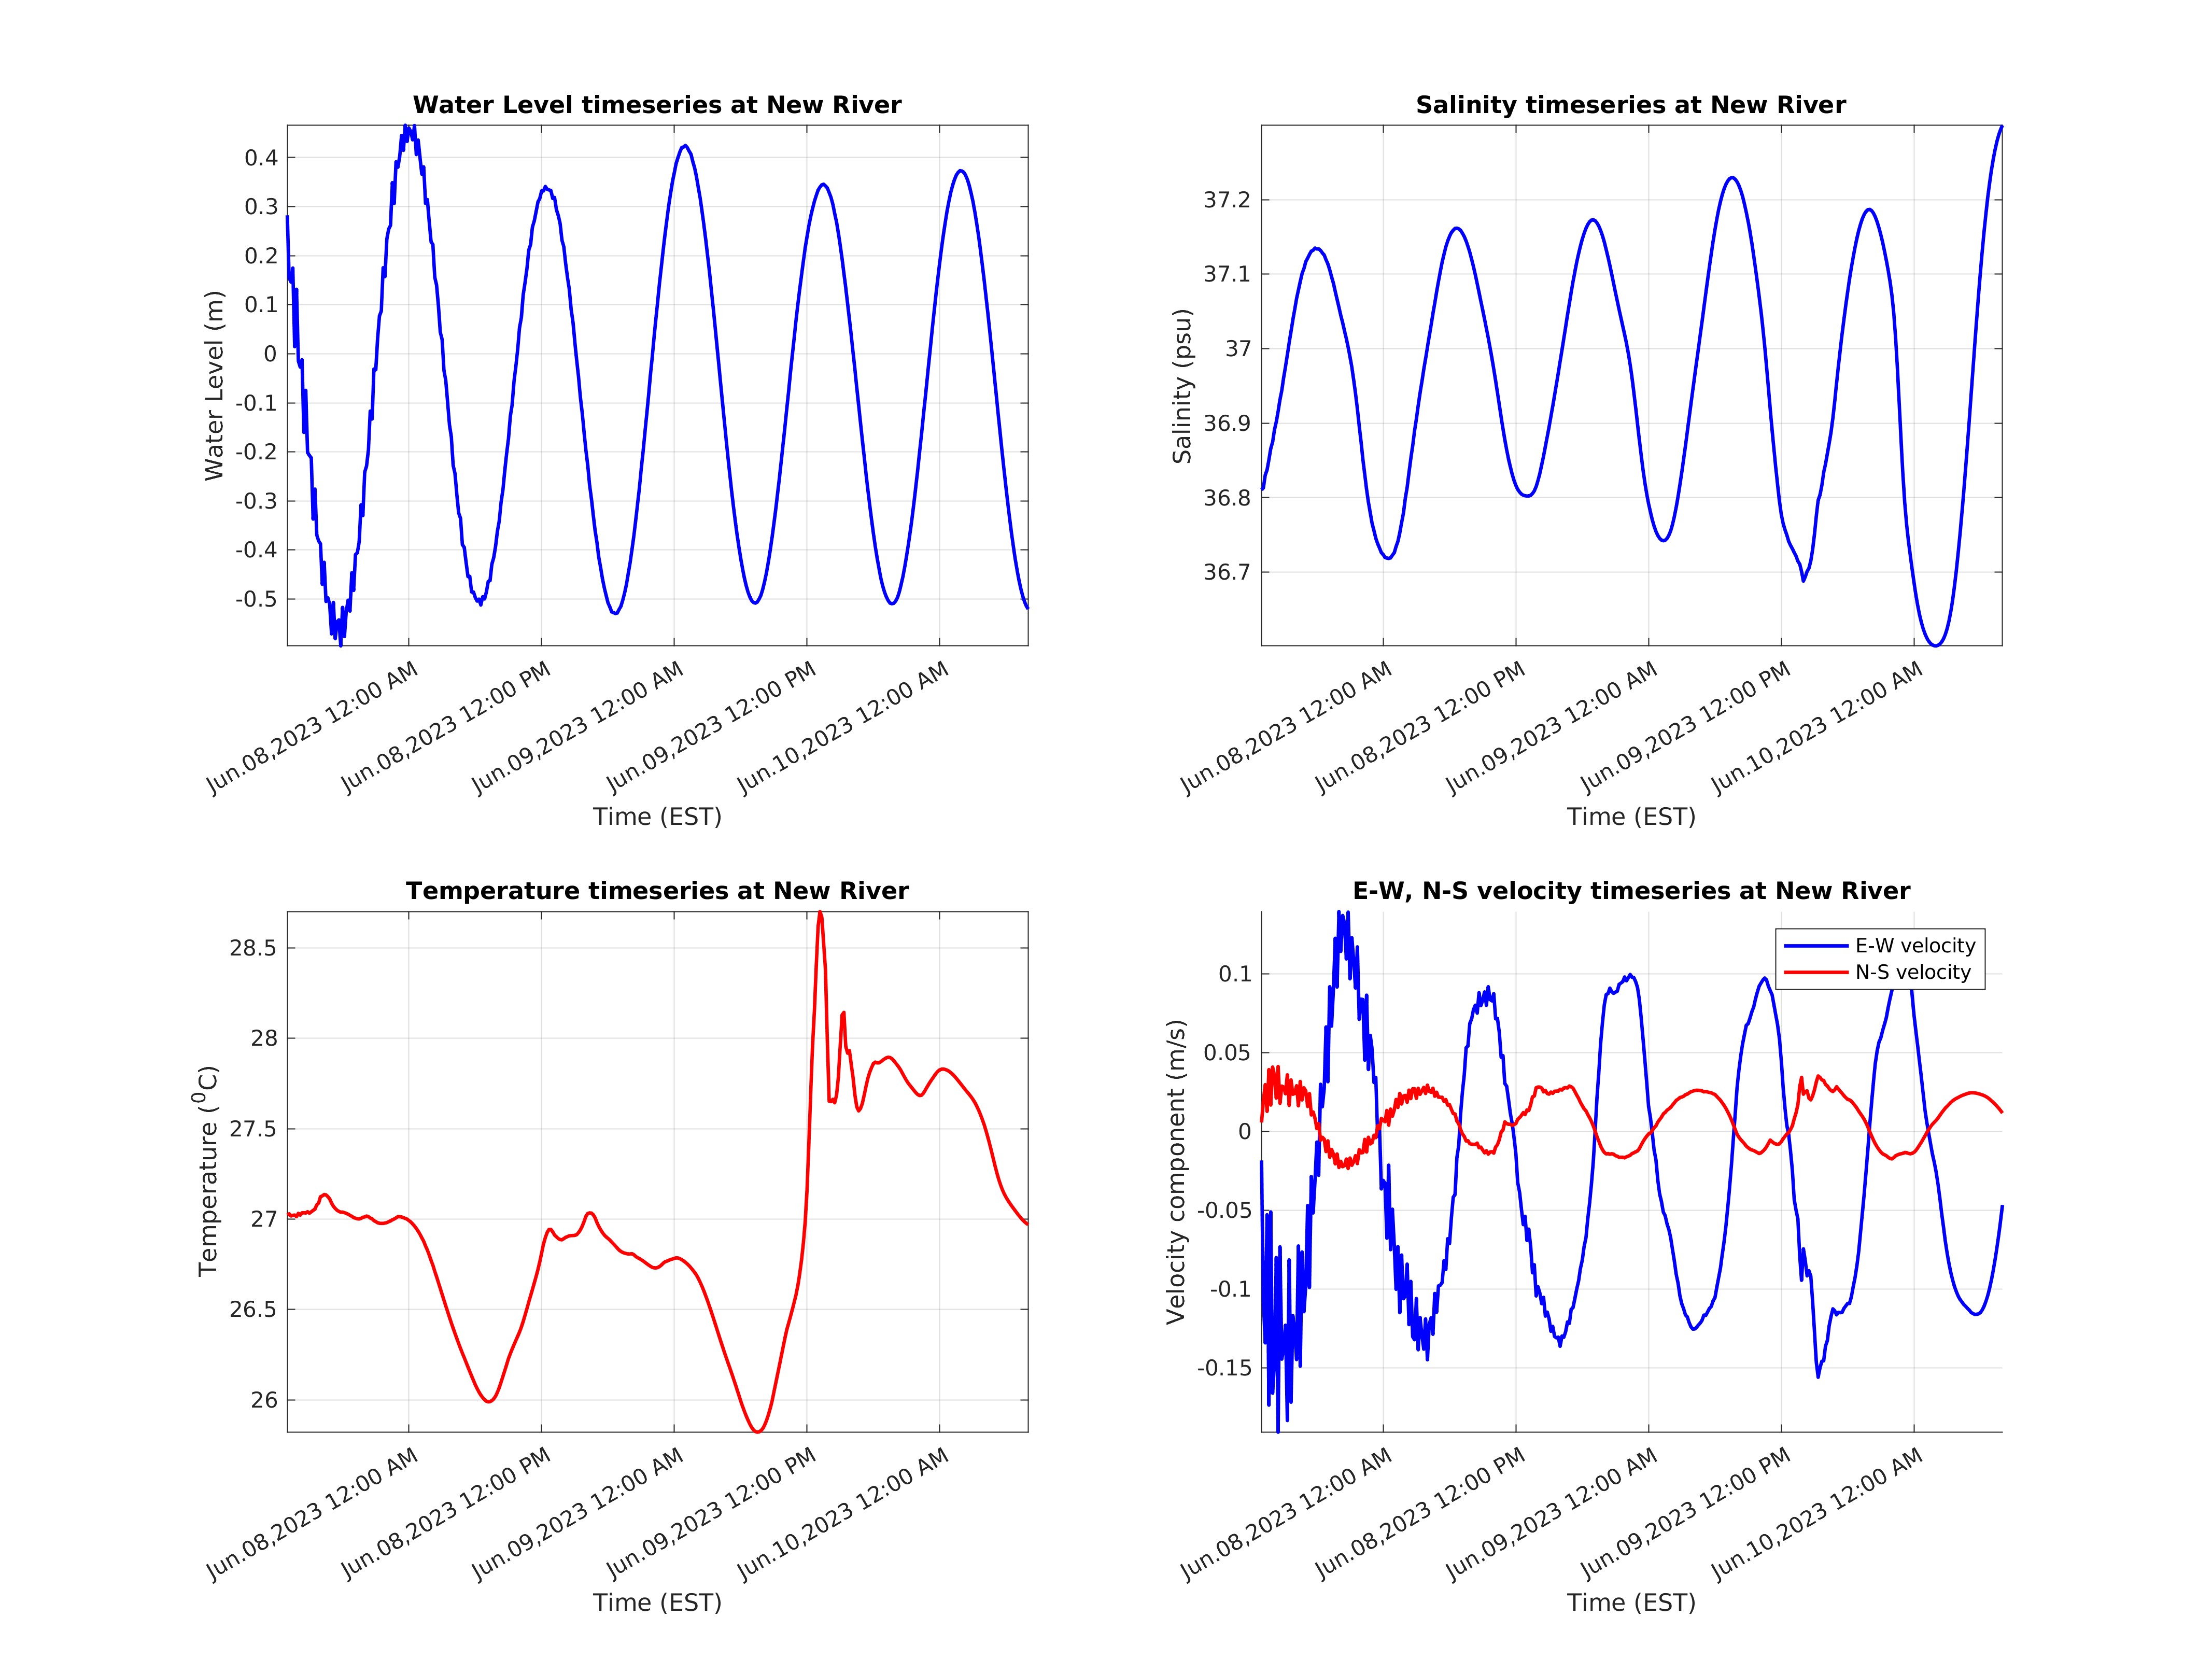 Water Level timeseries at New River
Water Level (m)
0.4
0.3
0.2
0.1
0
-0.1
-0.2
-0.3
-0.4
-0.5
Jun.08,2023 12:00 AM
Jun.08,2023 12:00 PM
Jun.09,2023 12:00 AM
Jun.09,2023 12:00 PM
Jun.10,2023 12:00 AM
Time (EST)
Salinity timeseries at New River
Salinity (psu)
37.2
37.1
37
36.9
36.8
36.7
Jun.08,2023 12:00 AM
Jun.08,2023 12:00 PM
Jun.09,2023 12:00 AM
Jun.09,2023 12:00 PM
Jun.10,2023 12:00 AM
Time (EST)
Temperature timeseries at New River
Temperature (⁰C)
28.5
28
27.5
27
26.5
26
Jun.08,2023 12:00 AM
Jun.08,2023 12:00 PM
Jun.09,2023 12:00 AM
Jun.09,2023 12:00 PM
Jun.10,2023 12:00 AM
Time (EST)
E-W, N-S velocity timeseries at New River
E-W velocity
N-S velocity
Velocity component (m/s)
0.1
0.05
0
-0.05
-0.1
-0.15
Jun.08,2023 12:00 AM
Jun.08,2023 12:00 PM
Jun.09,2023 12:00 AM
Jun.09,2023 12:00 PM
Jun.10,2023 12:00 AM
Time (EST)